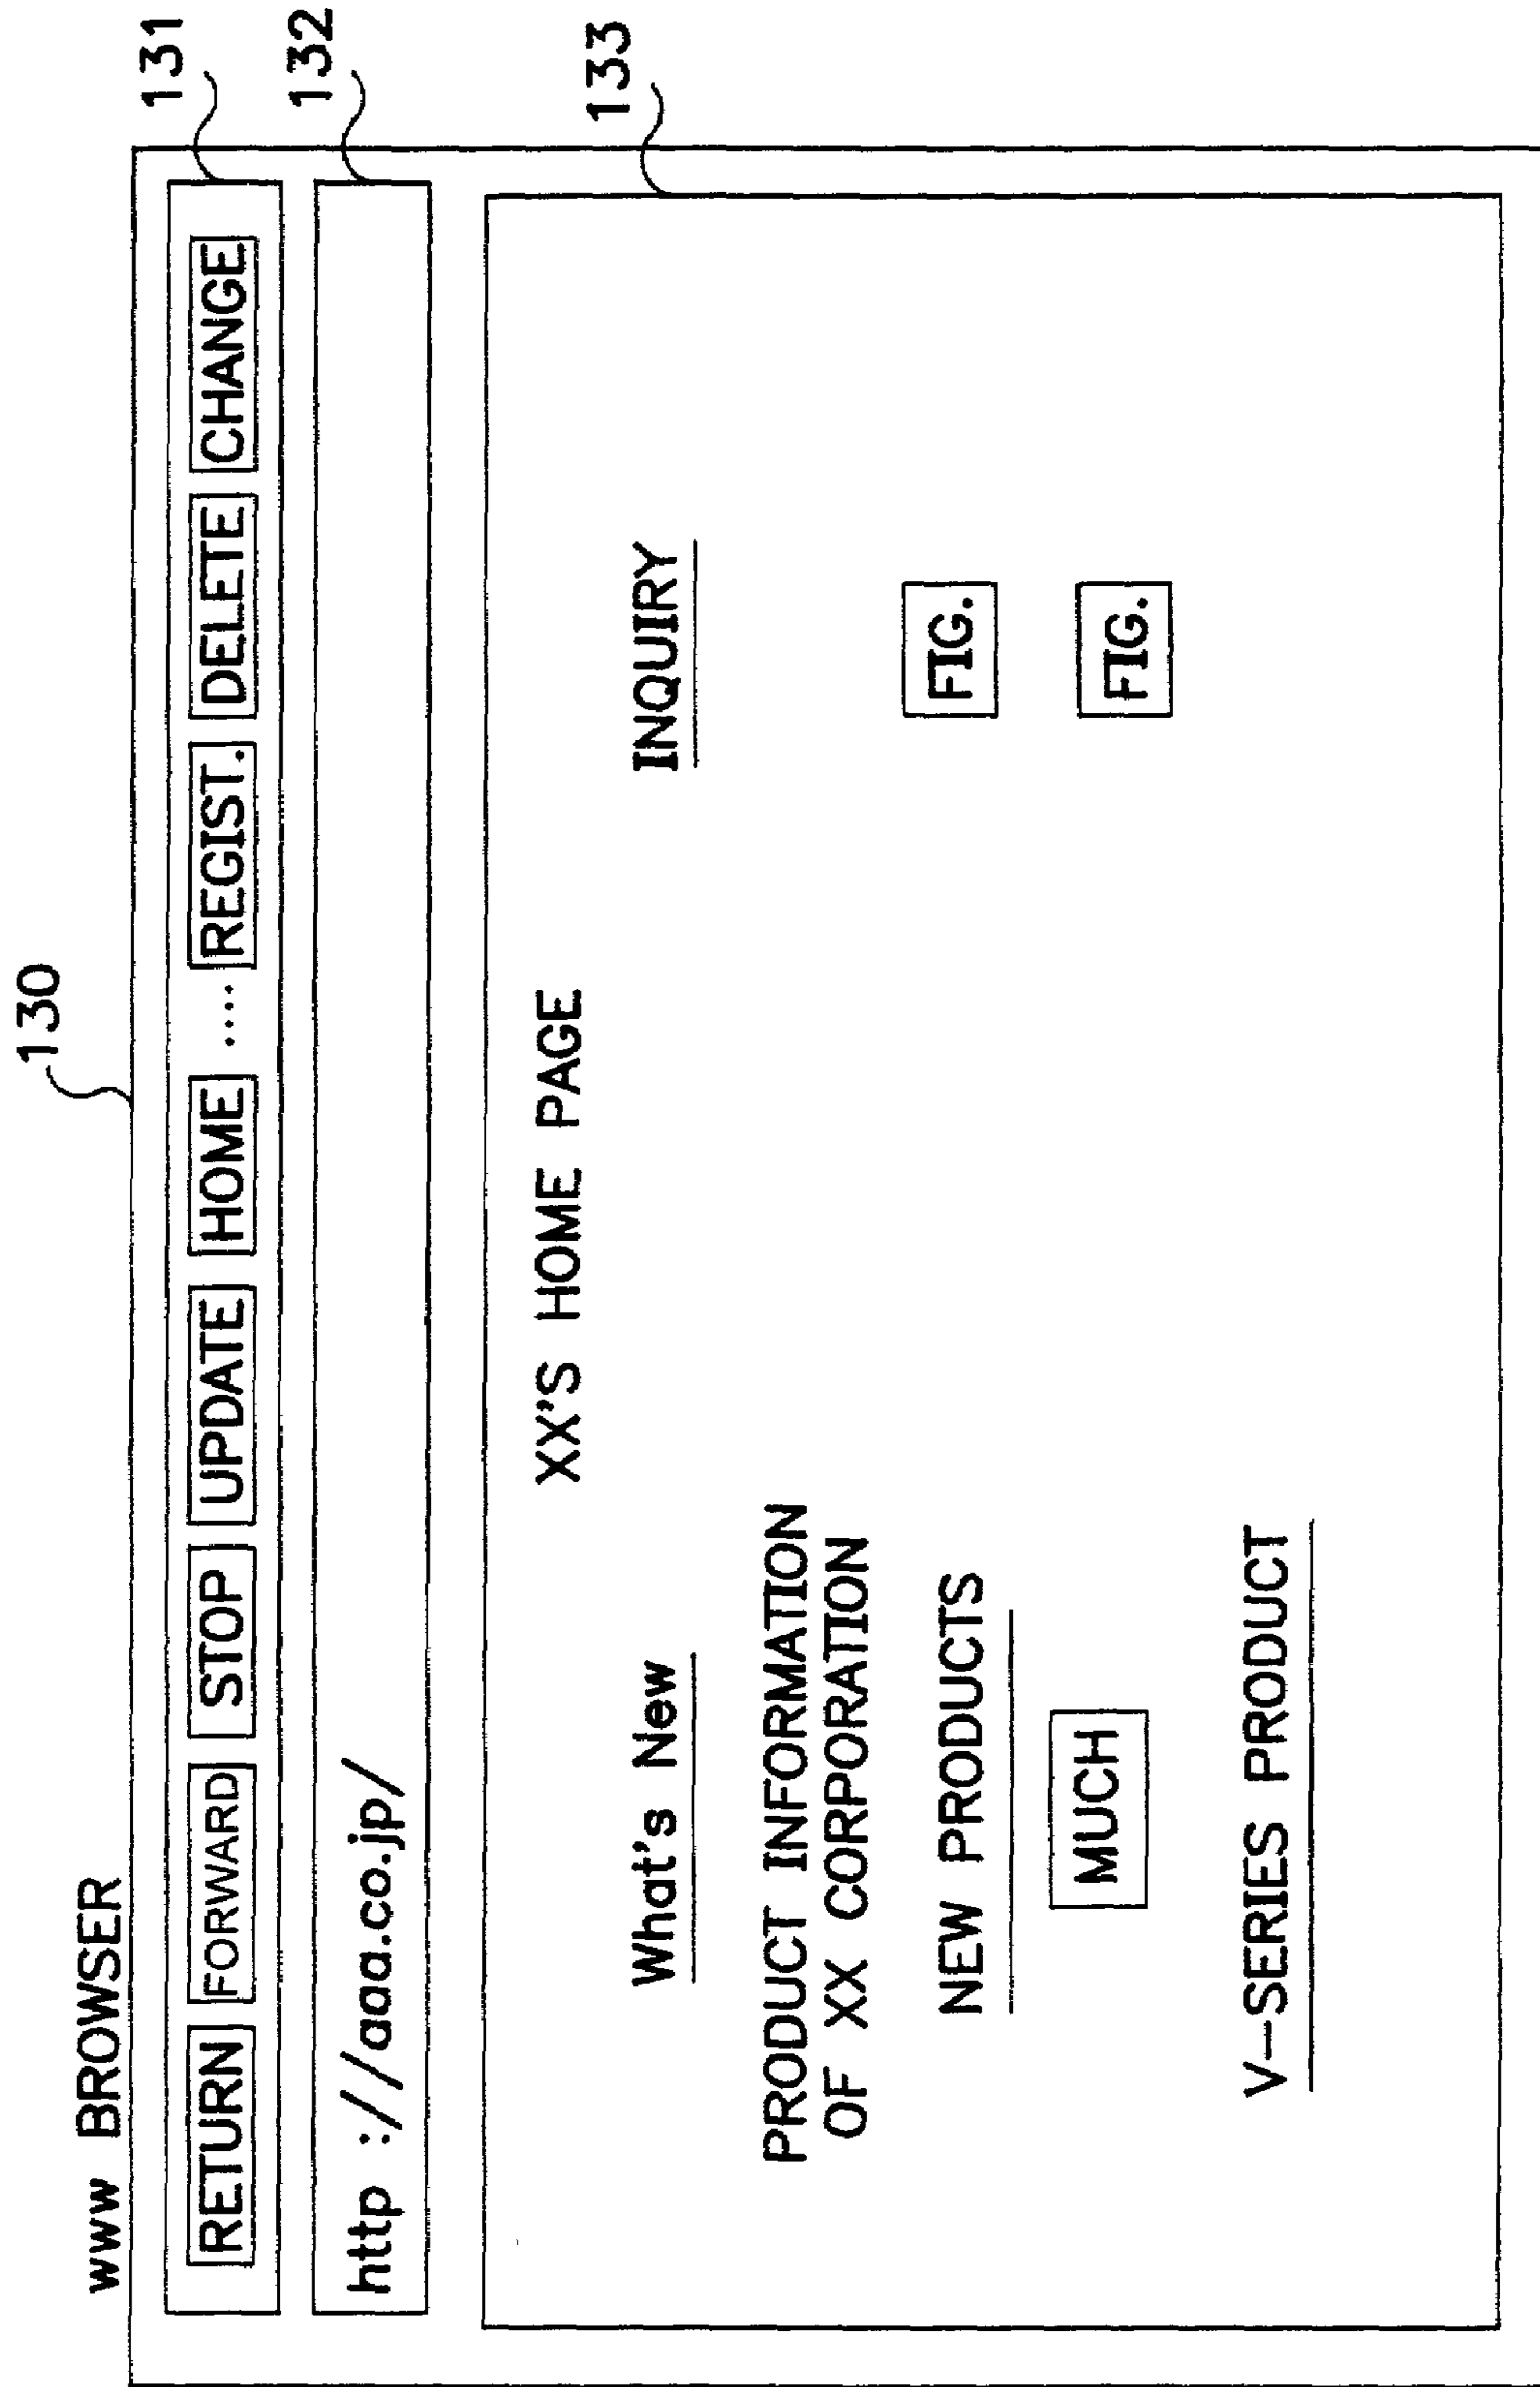 130
www BROWSER
RETURN FORWARD STOP UPDATE HOME .... REGIST. DELETE CHANGE
131
http ://aaa.co.jp/
132
133
XX'S HOME PAGE
What's New INQUIRY
PRODUCT INFORMATION
OF XX CORPORATION
NEW PRODUCTS FIG.
MUCH FIG.
V-SERIES PRODUCT